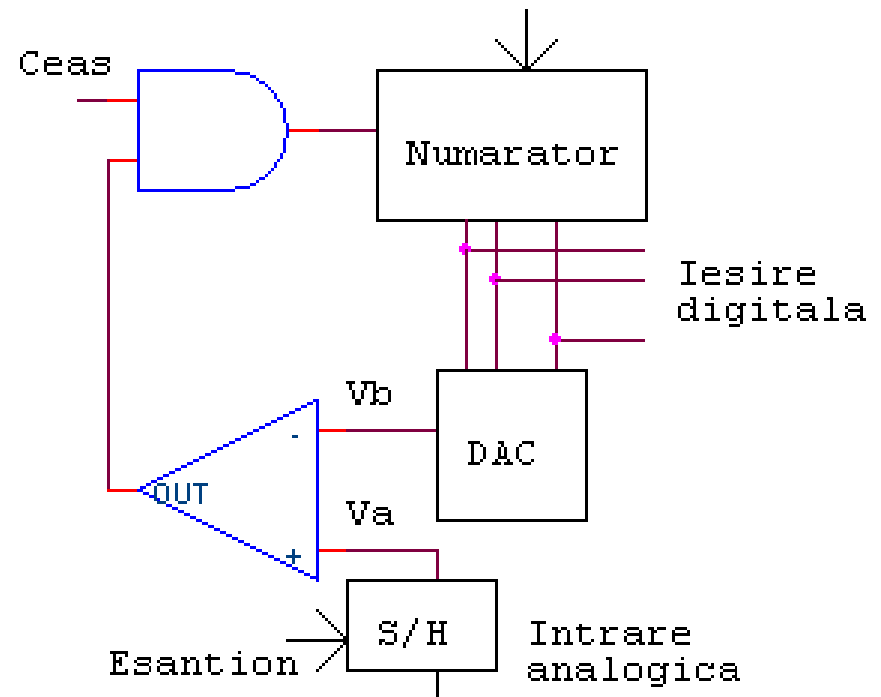 Ceas
Numarator
Iesire
digitala
Vb
-
DAC
OUT
Va
+
S/H
Intrare
Esantion
analogica